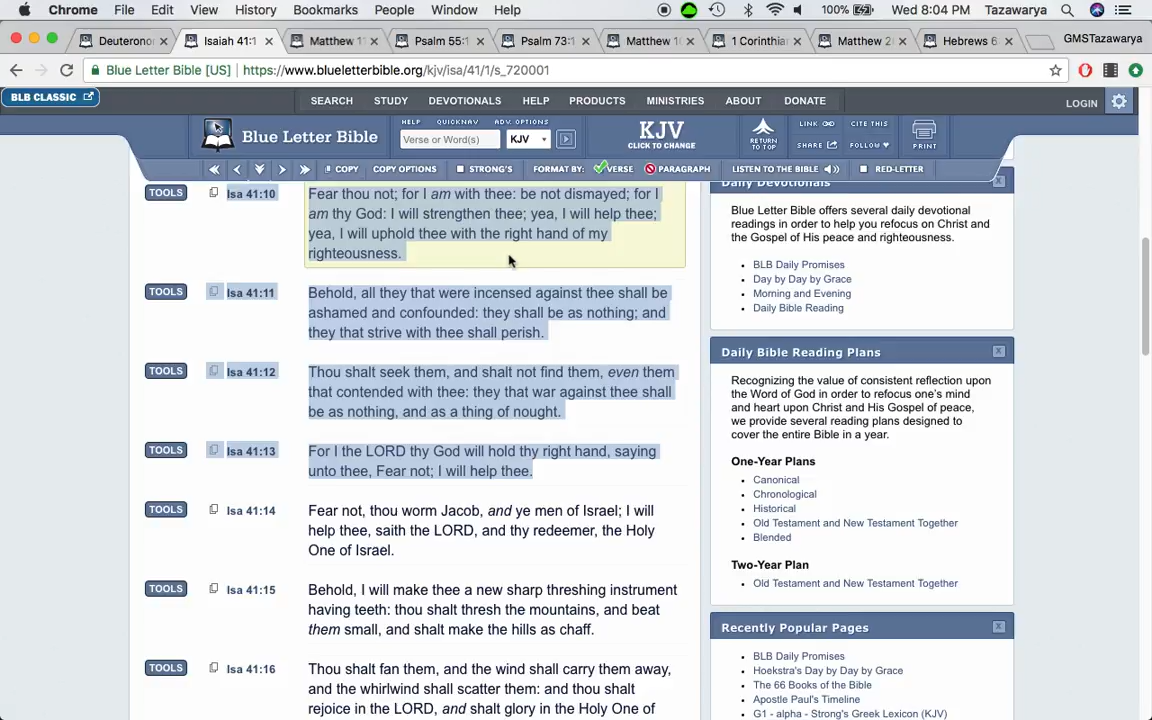 Chrome File Edit View History Bookmarks People Window Help 100% Wed 8:04 PM Tazawarya
Deuteronom Isaiah 41:1 Matthew 1 Psalm 55:1 Psalm 73:1 Matthew 1 1 Corinthia Matthew 2 Hebrews 6 GMSTazawarya
Blue Letter Bible [US] https://www.blueletterbible.org/kjv/isa/41/1/s_720001
BLB CLASSIC
SEARCH STUDY DEVOTIONALS HELP PRODUCTS MINISTRIES ABOUT DONATE LOGIN
Blue Letter Bible
HELP QUICKNAV ADV. OPTIONS
Verse or Word(s) KJV
KJV
CLICK TO CHANGE
RETURN
TO TOP
LINK CITE THIS
SHARE FOLLOW
PRINT
COPY COPY OPTIONS STRONG'S FORMAT BY: VERSE PARAGRAPH LISTEN TO THE BIBLE RED-LETTER
TOOLS Isa 41:10 Fear thou not; for I am with thee: be not dismayed; for I
am thy God: I will strengthen thee; yea, I will help thee;
yea, I will uphold thee with the right hand of my
righteousness.
TOOLS Isa 41:11 Behold, all they that were incensed against thee shall be
ashamed and confounded: they shall be as nothing; and
they that strive with thee shall perish.
TOOLS Isa 41:12 Thou shalt seek them, and shalt not find them, even them
that contended with thee: they that war against thee shall
be as nothing, and as a thing of nought.
TOOLS Isa 41:13 For I the LORD thy God will hold thy right hand, saying
unto thee, Fear not; I will help thee.
TOOLS Isa 41:14 Fear not, thou worm Jacob, and ye men of Israel; I will
help thee, saith the LORD, and thy redeemer, the Holy
One of Israel.
TOOLS Isa 41:15 Behold, I will make thee a new sharp threshing instrument
having teeth: thou shalt thresh the mountains, and beat
them small, and shalt make the hills as chaff.
TOOLS Isa 41:16 Thou shalt fan them, and the wind shall carry them away,
and the whirlwind shall scatter them: and thou shalt
rejoice in the LORD, and shalt glory in the Holy One of
Daily Devotionals
Blue Letter Bible offers several daily devotional
readings in order to help you refocus on Christ and
the Gospel of His peace and righteousness.
BLB Daily Promises
Day by Day by Grace
Morning and Evening
Daily Bible Reading
Daily Bible Reading Plans
Recognizing the value of consistent reflection upon
the Word of God in order to refocus one's mind
and heart upon Christ and His Gospel of peace,
we provide several reading plans designed to
cover the entire Bible in a year.
One-Year Plans
Canonical
Chronological
Historical
Old Testament and New Testament Together
Blended
Two-Year Plan
Old Testament and New Testament Together
Recently Popular Pages
BLB Daily Promises
Hoekstra's Day by Day by Grace
The 66 Books of the Bible
Apostle Paul's Timeline
G1 - alpha - Strong's Greek Lexicon (KJV)